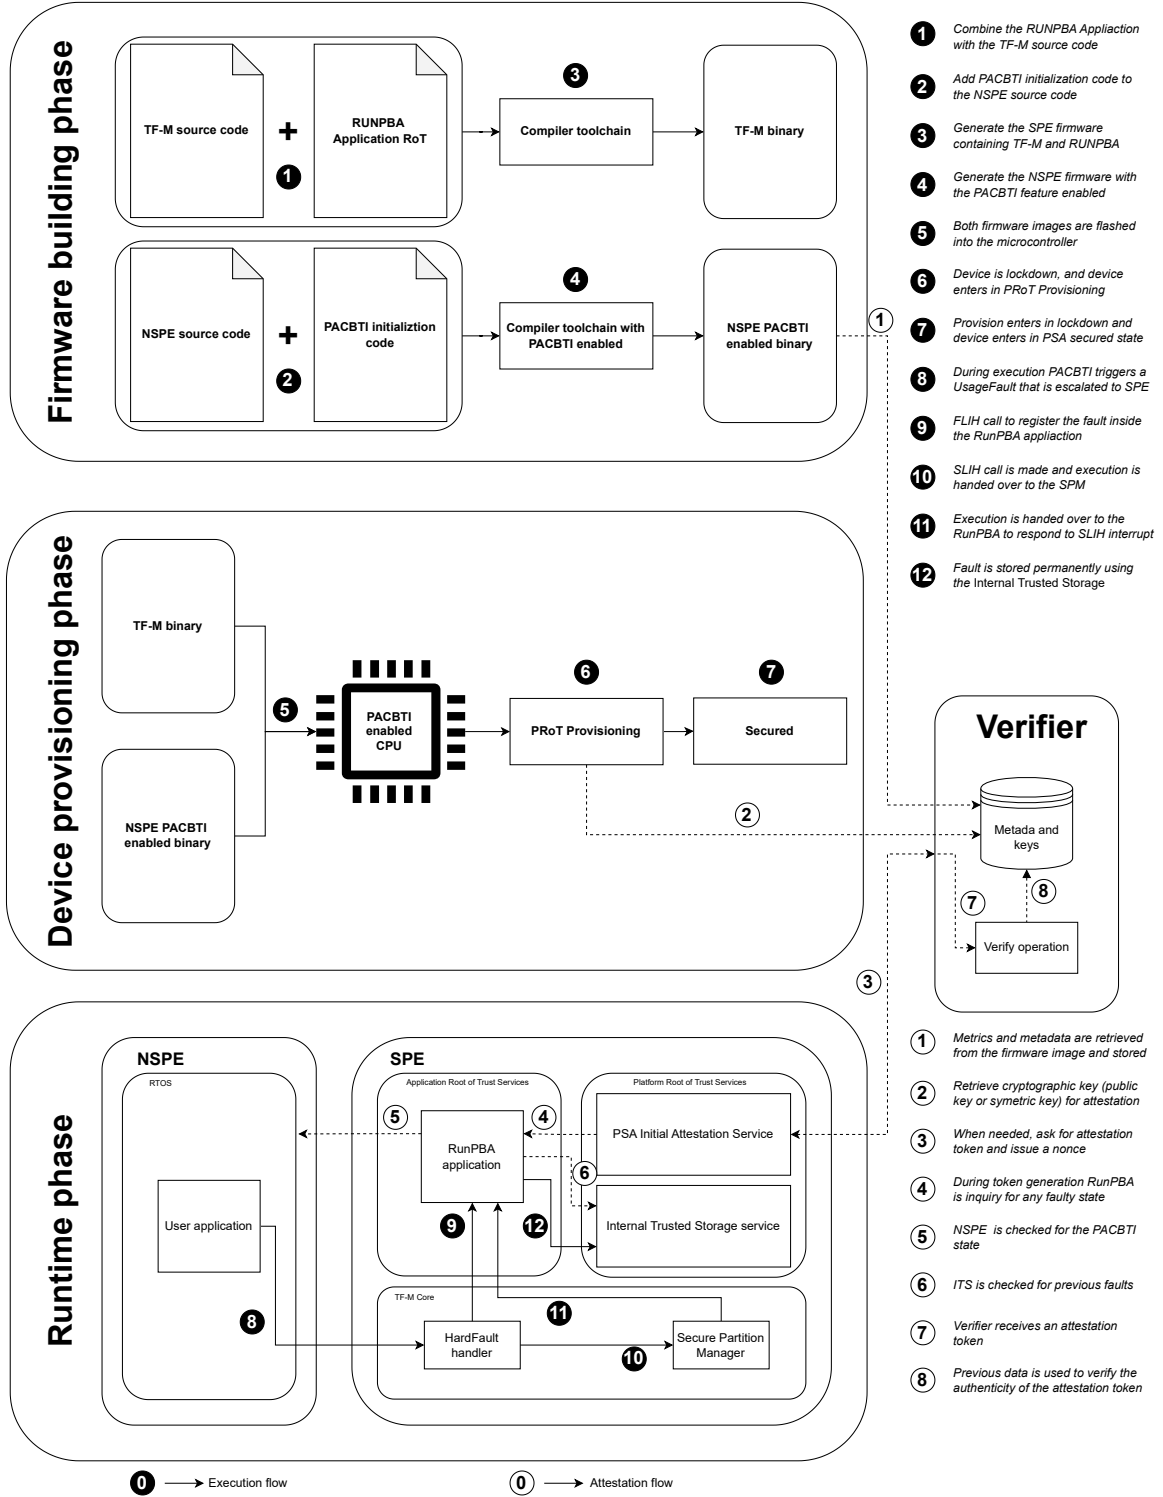 Firmware building phase
TF-M source code
+
RUNPBA
Application RoT
1
3
Compiler toolchain
TF-M binary
NSPE source code
+
PACBTI initializtion
code
2
4
Compiler toolchain with
PACBTI enabled
NSPE PACBTI
enabled binary
1
1 Combine the RUNPBA Appliaction
with the TF-M source code
2 Add PACBTI initialization code to
the NSPE source code
3 Generate the SPE firmware
containing TF-M and RUNPBA
4 Generate the NSPE firmware with
the PACBTI feature enabled
5 Both firmware images are flashed
into the microcontroller
6 Device is lockdown, and device
enters in PRoT Provisioning
7 Provision enters in lockdown and
device enters in PSA secured state
8 During execution PACBTI triggers a
UsageFault that is escalated to SPE
9 FLIH call to register the fault inside
the RunPBA appliaction
10 SLIH call is made and execution is
handed over to the SPM
11 Execution is handed over to the
RunPBA to respond to SLIH interrupt
12 Fault is stored permanently using
the Internal Trusted Storage
Device provisioning phase
TF-M binary
NSPE PACBTI
enabled binary
5
PACBTI
enabled
CPU
6
PRoT Provisioning
7
Secured
2
Verifier
Metada and
keys
7
8
Verify operation
3
Runtime phase
NSPE
RTOS
User application
8
SPE
Application Root of Trust Services
5
4
RunPBA
application
6
9
12
Platform Root of Trust Services
PSA Initial Attestation Service
Internal Trusted Storage service
TF-M Core
11
HardFault
handler
10
Secure Partition
Manager
1 Metrics and metadata are retrieved
from the firmware image and stored
2 Retrieve cryptographic key (public
key or symetric key) for attestation
3 When needed, ask for attestation
token and issue a nonce
4 During token generation RunPBA
is inquiry for any faulty state
5 NSPE is checked for the PACBTI
state
6 ITS is checked for previous faults
7 Verifier receives an attestation
token
8 Previous data is used to verify the
authenticity of the attestation token
0 Execution flow
0 Attestation flow